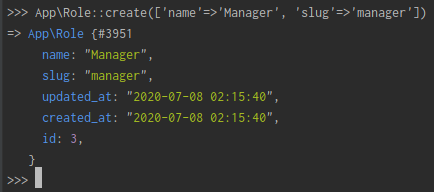 >>> App\Role::create(['name'=>'Manager', 'slug'=>'manager'])
=> App\Role {#3951
name: "Manager",
slug: "manager",
updated_at: "2020-07-08 02:15:40",
created_at: "2020-07-08 02:15:40",
id: 3,
}
>>>